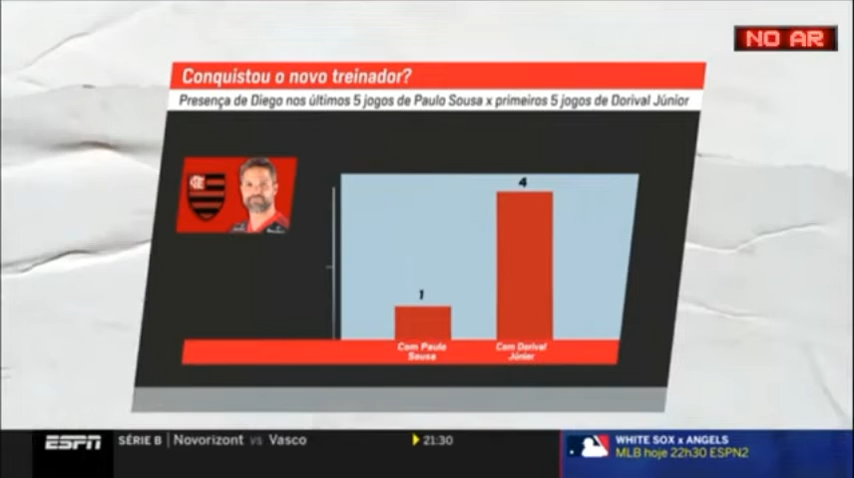 NO AR
Conquistou o novo treinador?
Presença de Diego nos últimos 5 jogos de Paulo Sousa x primeiros 5 jogos de Dorival Júnior
4
1
Com Paulo
Sousa
Com Dorival
Júnior
ESPN
SÉRIE B Novorizont vs Vasco 21:30
WHITE SOX x ANGELS
MLB hoje 22h30 ESPN2